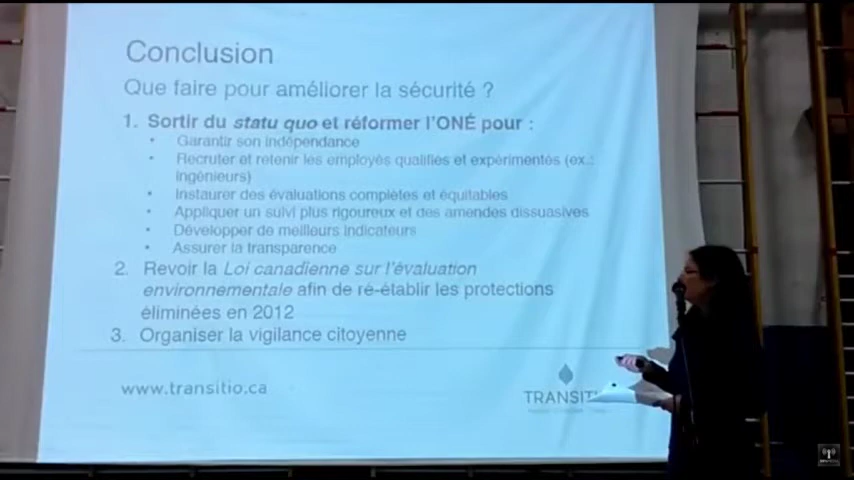 Conclusion
Que faire pour améliorer la sécurité ?
1. Sortir du statu quo et réformer l'ONÉ pour :
• Garantir son indépendance
• Recruter et retenir les employés qualifiés et expérimentés (ex.:
ingénieurs)
• Instaurer des évaluations complètes et équitables
• Appliquer un suivi plus rigoureux et des amendes dissuasives
• Développer de meilleurs indicateurs
• Assurer la transparence
2. Revoir la Loi canadienne sur l'évaluation
environnementale afin de ré-établir les protections
éliminées en 2012
3. Organiser la vigilance citoyenne
www.transitio.ca
TRANSITI